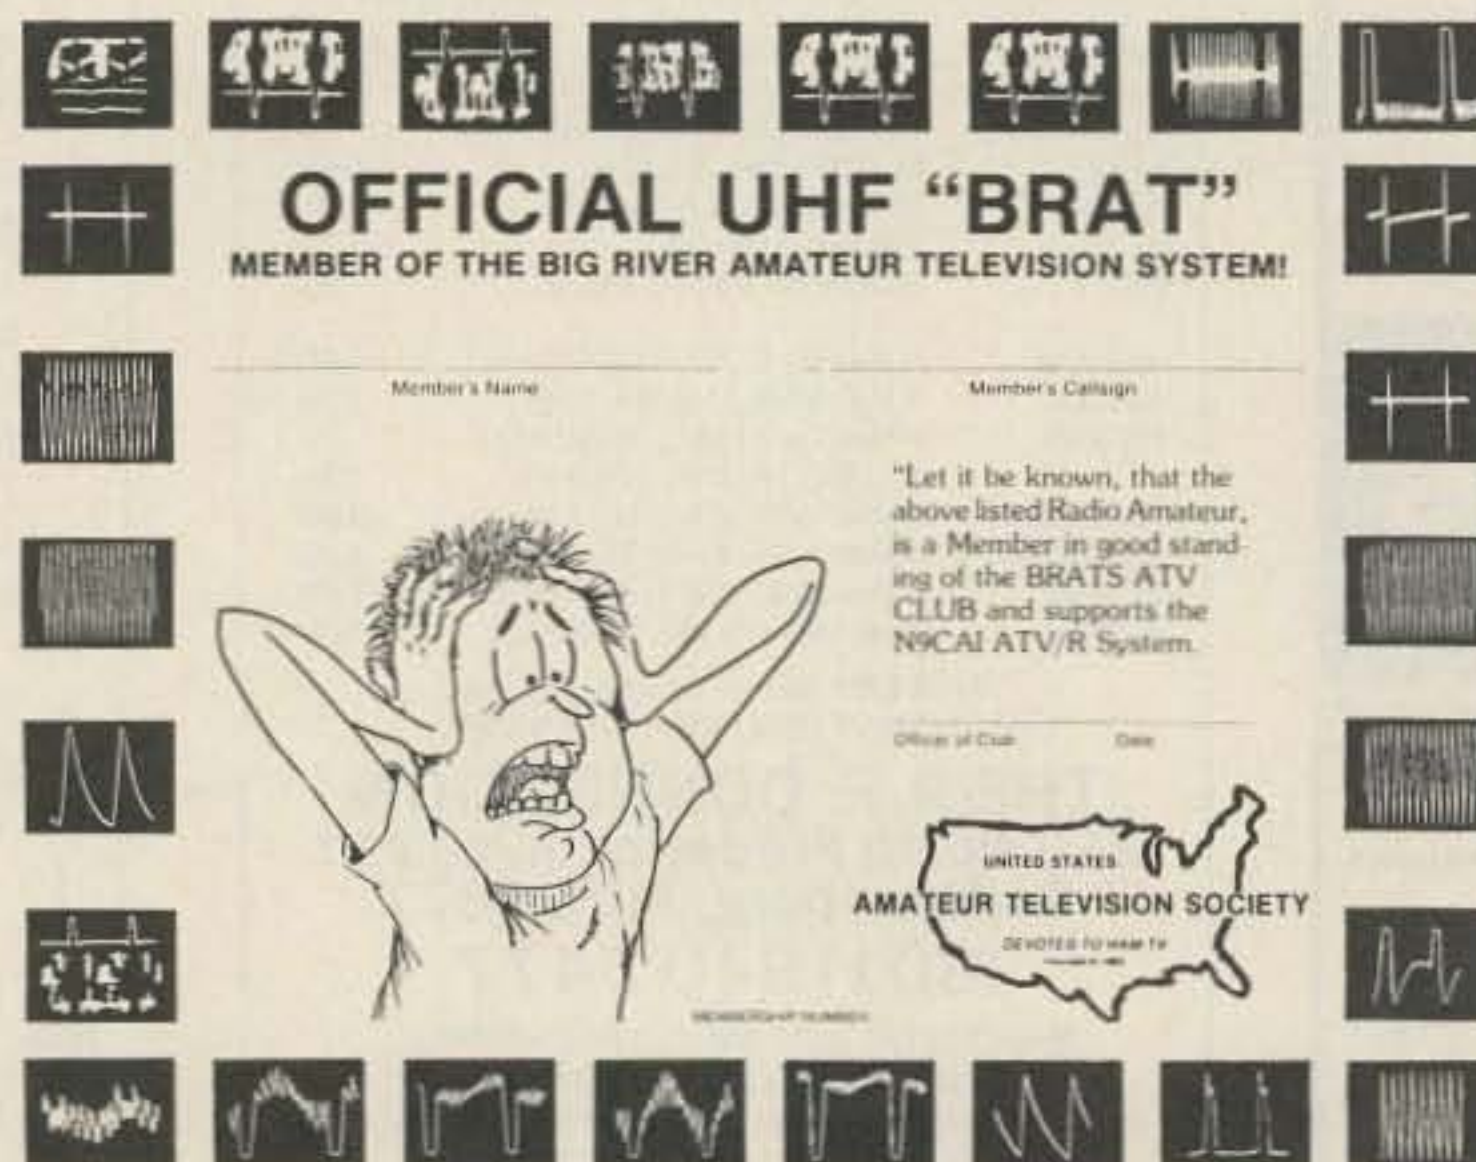 OFFICIAL UHF “BRAT”
MEMBER OF THE BIG RIVER AMATEUR TELEVISION SYSTEM!
Member's Name
Member's Callsign
“Let it be known, that the
above listed Radio Amateur,
is a Member in good stand-
ing of the BRATS ATV
CLUB and supports the
N9CAI ATV/R System.
Officer of Club Date
UNITED STATES
AMATEUR TELEVISION SOCIETY
DEVOTED TO HAM TV
MEMBERSHIP NUMBER